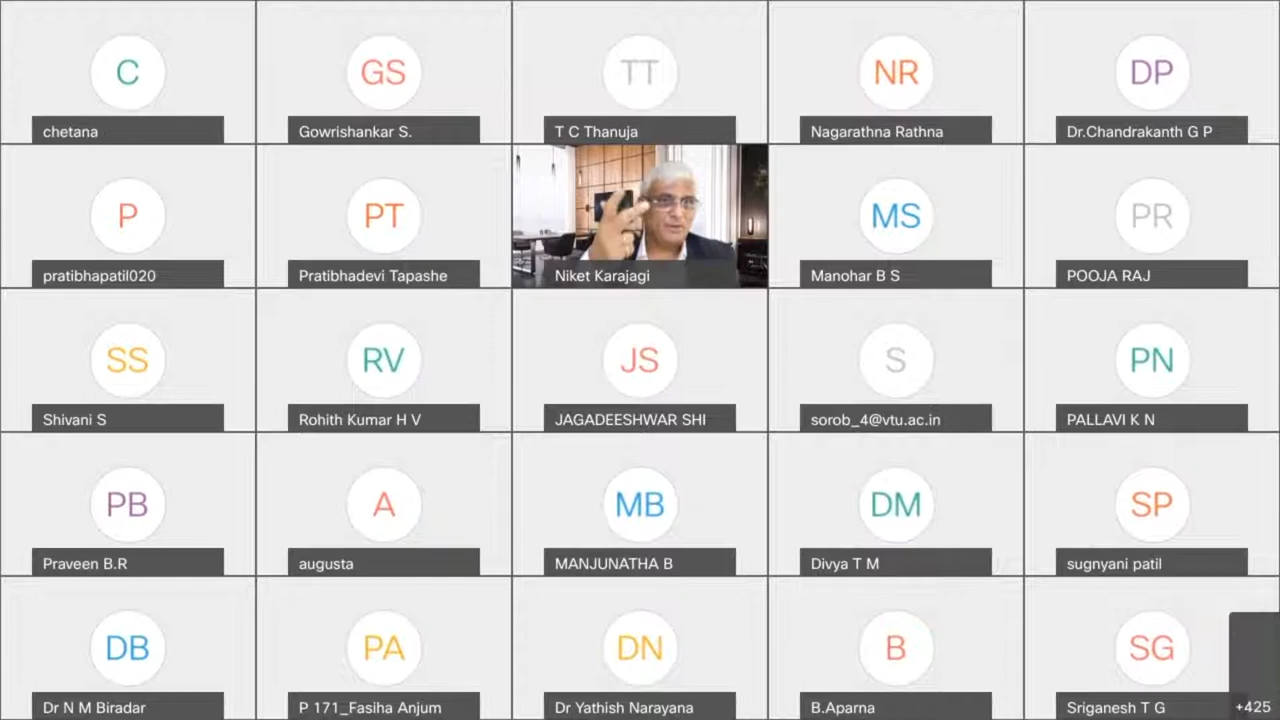 C
GS
TT
NR
DP
chetana
Gowrishankar S.
T C Thanuja
Nagarathna Rathna
Dr.Chandrakanth G P
P
PT
MS
PR
pratibhapatil020
Pratibhadevi Tapashe
Niket Karajagi
Manohar B S
POOJA RAJ
SS
RV
JS
S
PN
Shivani S
Rohith Kumar H V
JAGADEESHWAR SHI
sorob_4@vtu.ac.in
PALLAVI K N
PB
A
MB
DM
SP
Praveen B.R
augusta
MANJUNATHA B
Divya T M
sugnyani patil
DB
PA
DN
B
SG
Dr N M Biradar
P 171_Fasiha Anjum
Dr Yathish Narayana
B.Aparna
Sriganesh T G
+425